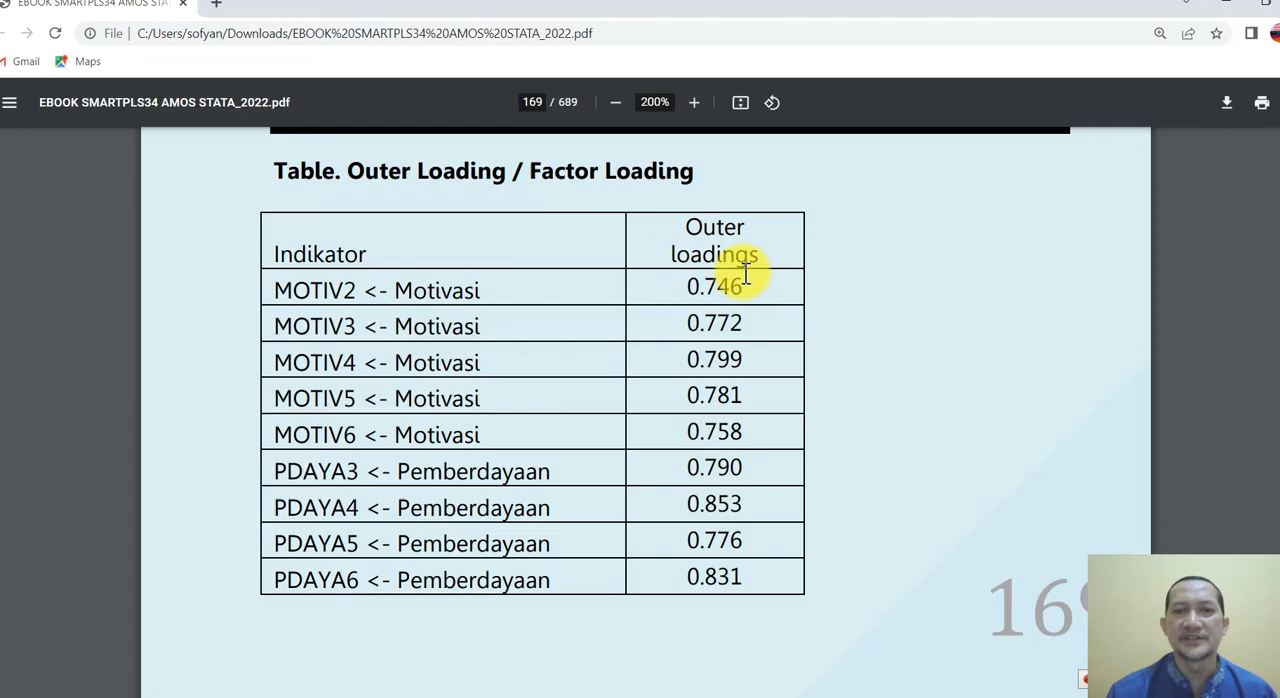 EBOOK SMARTPLS34 AMOS STA
File | C:/Users/sofyan/Downloads/EBOOK%20SMARTPLS34%20AMOS%20STATA_2022.pdf
Gmail Maps
EBOOK SMARTPLS34 AMOS STATA_2022.pdf 169 / 689 200%
Table. Outer Loading / Factor Loading
Indikator Outer loadings
MOTIV2 <- Motivasi 0.746
MOTIV3 <- Motivasi 0.772
MOTIV4 <- Motivasi 0.799
MOTIV5 <- Motivasi 0.781
MOTIV6 <- Motivasi 0.758
PDAYA3 <- Pemberdayaan 0.790
PDAYA4 <- Pemberdayaan 0.853
PDAYA5 <- Pemberdayaan 0.776
PDAYA6 <- Pemberdayaan 0.831
16